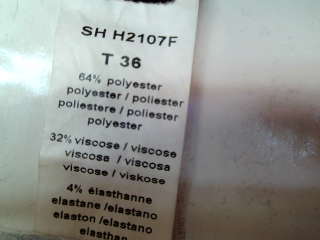 SH H2107F
T 36
64% polyester
polyester / poliester
poliestere / poliester
polyester
32% viscose / viscose
viscosa / viscosa
viscose / viskose
4% élasthanne
elastane /elastano
elaston /elastano
elasthan